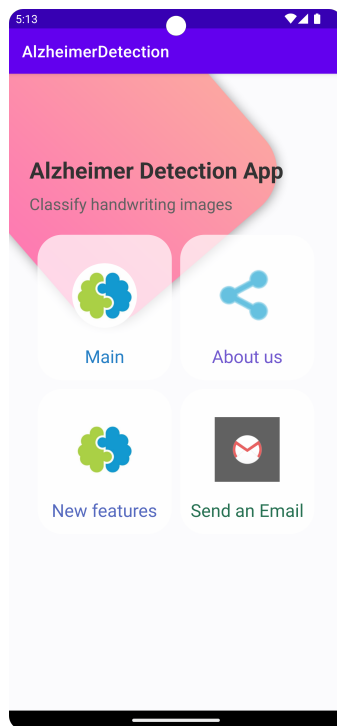 5:13
AlzheimerDetection
Alzheimer Detection App
Classify handwriting images
Main
About us
New features
Send an Email